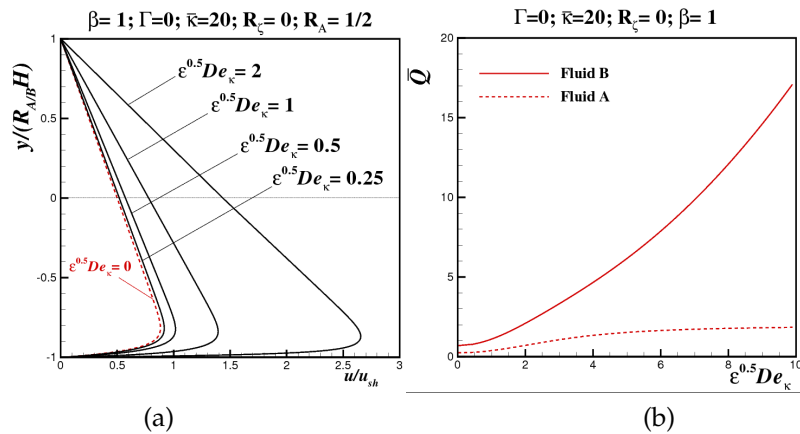 β= 1; Γ=0; κ̄=20; R_ζ= 0; R_A= 1/2
y/(R_{A/B}H)
1
0.5
0
-0.5
-1
ε^0.5De_κ= 2
ε^0.5De_κ= 1
ε^0.5De_κ= 0.5
ε^0.5De_κ= 0.25
ε^0.5De_κ= 0
0 0.5 1 1.5 2 2.5 3
u/u_sh
(a)
Γ=0; κ̄=20; R_ζ= 0; β= 1
Q̄
20
15
10
5
0
Fluid B
Fluid A
0 2 4 6 8 10
ε^0.5De_κ
(b)